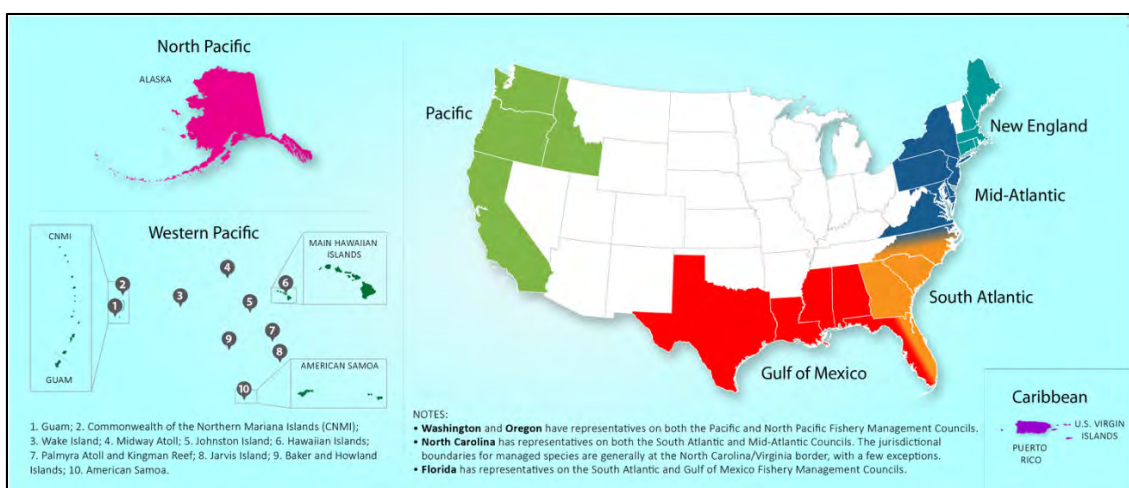 North Pacific
ALASKA
Western Pacific
CNMI
GUAM
MAIN HAWAIIAN
ISLANDS
AMERICAN SAMOA
1
2
3
4
5
6
7
8
9
10
1. Guam; 2. Commonwealth of the Northern Mariana Islands (CNMI);
3. Wake Island; 4. Midway Atoll; 5. Johnston Island; 6. Hawaiian Islands;
7. Palmyra Atoll and Kingman Reef; 8. Jarvis Island; 9. Baker and Howland
Islands; 10. American Samoa.
Pacific
New England
Mid-Atlantic
South Atlantic
Gulf of Mexico
NOTES:
• Washington and Oregon have representatives on both the Pacific and North Pacific Fishery Management Councils.
• North Carolina has representatives on both the South Atlantic and Mid-Atlantic Councils. The jurisdictional
boundaries for managed species are generally at the North Carolina/Virginia border, with a few exceptions.
• Florida has representatives on the South Atlantic and Gulf of Mexico Fishery Management Councils.
Caribbean
U.S. VIRGIN
ISLANDS
PUERTO
RICO